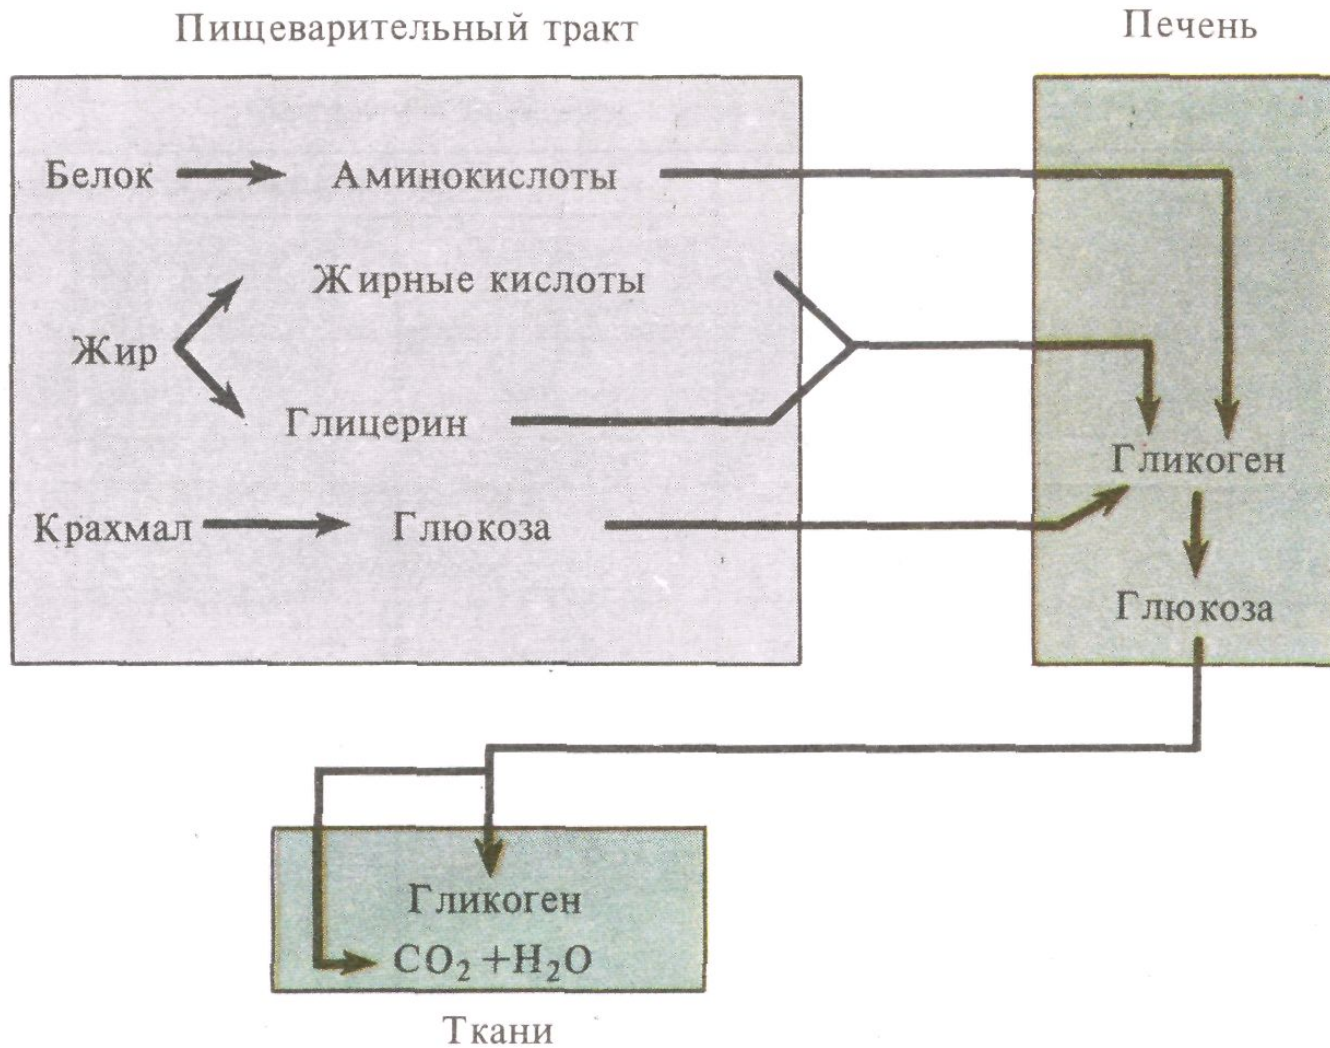 Пищеварительный тракт
Печень
Белок
Аминокислоты
Жирные кислоты
Жир
Глицерин
Гликоген
Крахмал
Глюкоза
Глюкоза
Гликоген
CO₂+H₂O
Ткани